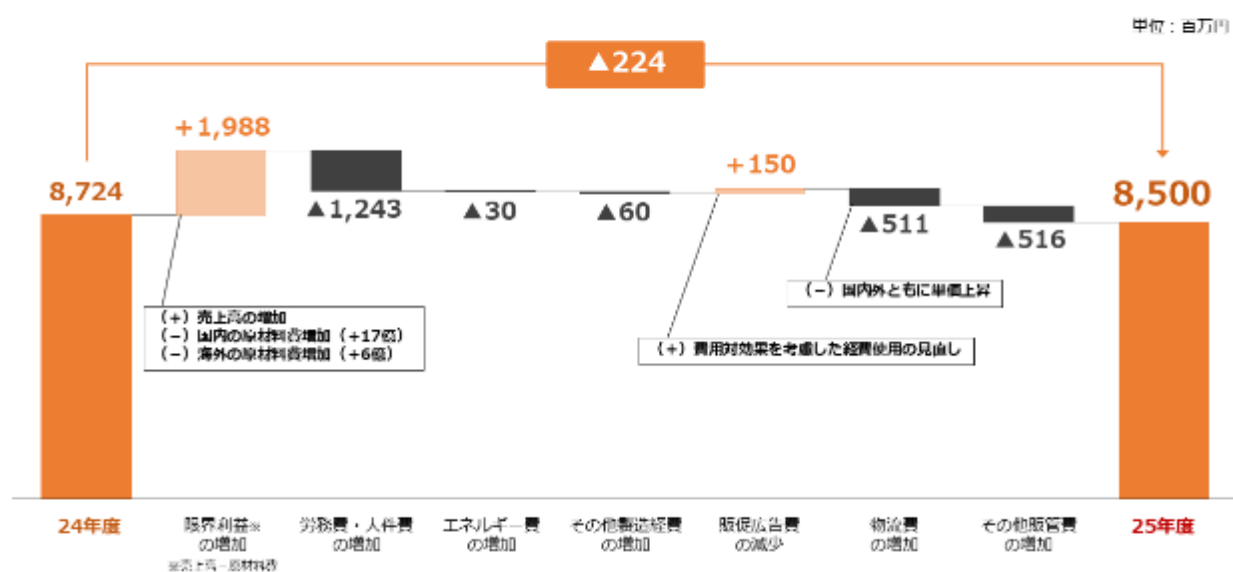 単位：百万円
▲224
+1,988
8,724
▲1,243
▲30
▲60
+150
▲511
▲516
8,500
（+）売上高の増加
（−）国内の原材料費増加（+17億）
（−）海外の原材料費増加（+6億）
（−）国内外ともに単価上昇
（+）費用対効果を考慮した経費使用の見直し
24年度
限界利益※
の増加
※売上高−原材料費
労務費・人件費
の増加
エネルギー費
の増加
その他製造経費
の増加
販促広告費
の減少
物流費
の増加
その他販管費
の増加
25年度